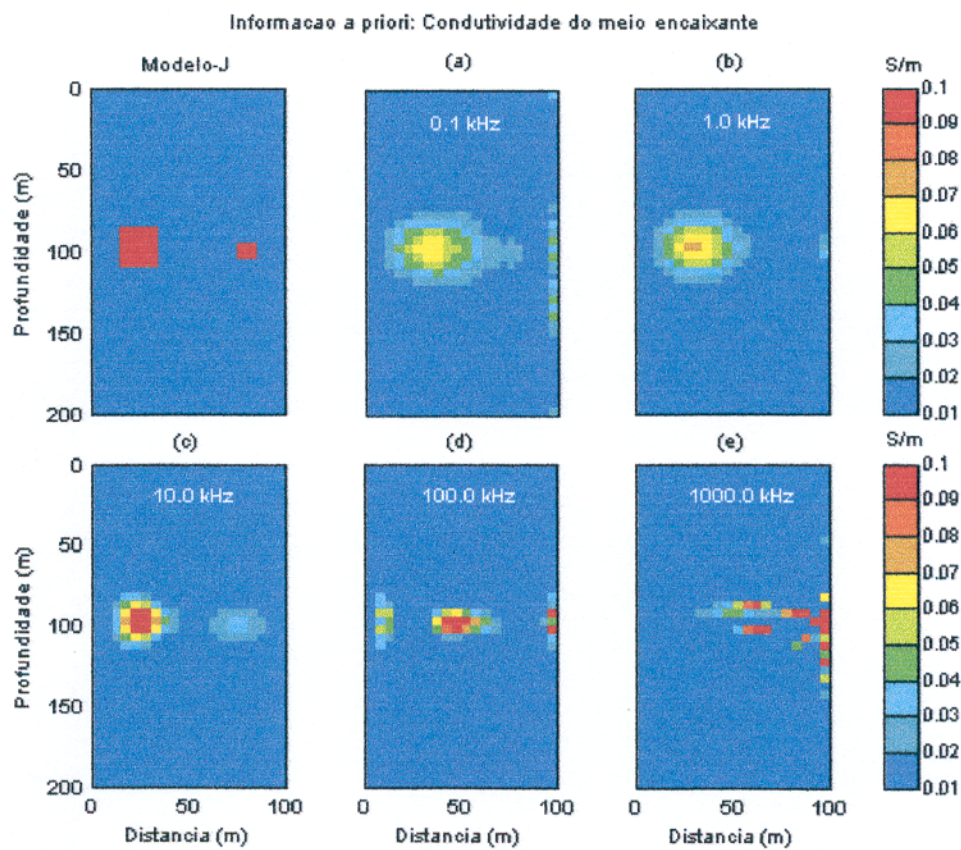 Informacao a priori: Condutividade do meio encaixante
Modelo-J
(a)
(b)
S/m
0
50
100
150
200
Profundidade (m)
0.1 kHz
1.0 kHz
0.1
0.09
0.08
0.07
0.06
0.05
0.04
0.03
0.02
0.01
(c)
(d)
(e)
S/m
0
50
100
150
200
Profundidade (m)
10.0 kHz
100.0 kHz
1000.0 kHz
0.1
0.09
0.08
0.07
0.06
0.05
0.04
0.03
0.02
0.01
0 100
0 50 100
0 50 100
Distancia (m)
Distancia (m)
Distancia (m)